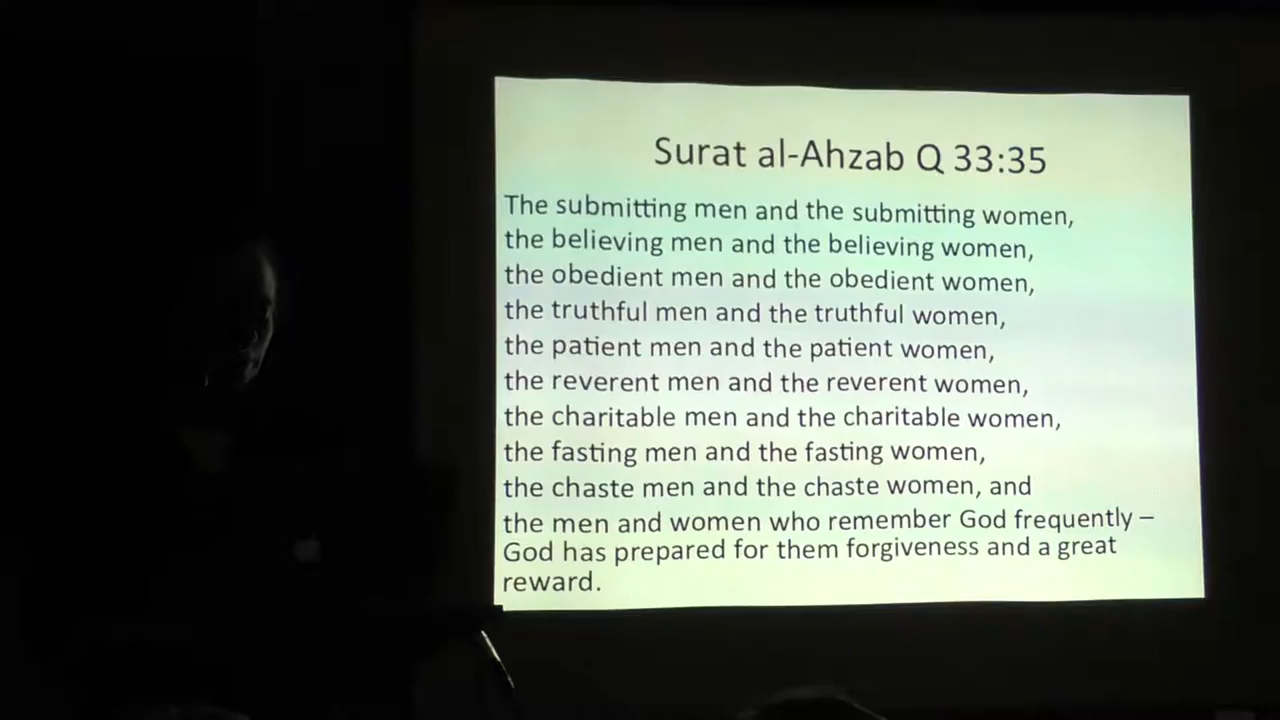 Surat al-Ahzab Q 33:35
The submitting men and the submitting women,
the believing men and the believing women,
the obedient men and the obedient women,
the truthful men and the truthful women,
the patient men and the patient women,
the reverent men and the reverent women,
the charitable men and the charitable women,
the fasting men and the fasting women,
the chaste men and the chaste women, and
the men and women who remember God frequently –
God has prepared for them forgiveness and a great
reward.